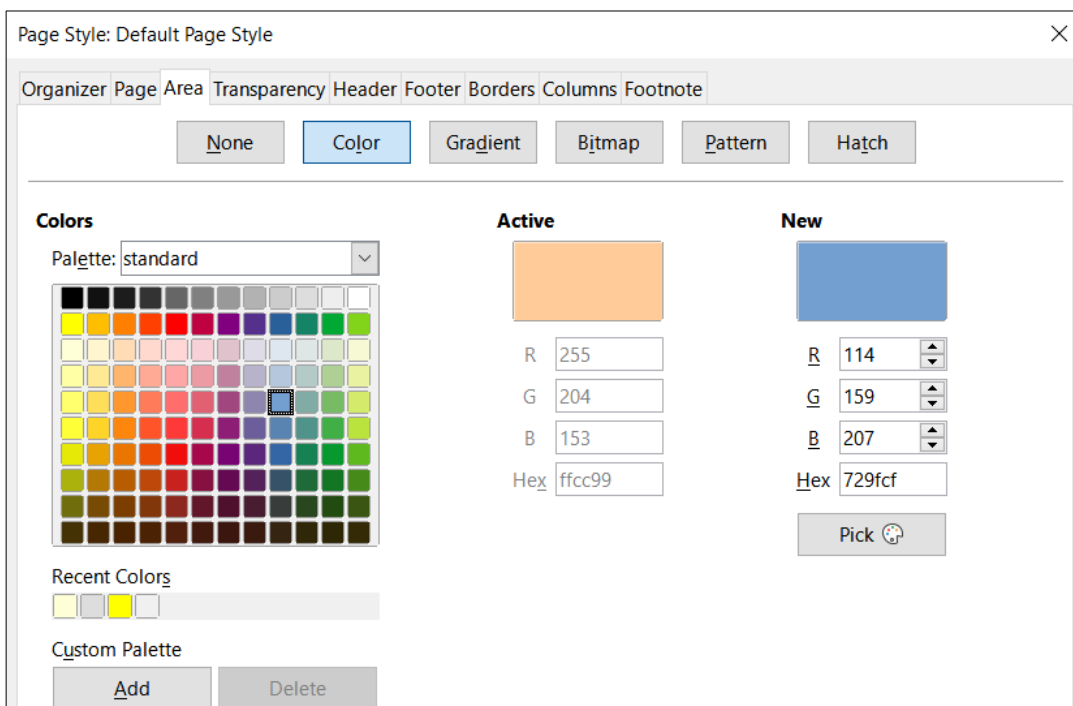 Page Style: Default Page Style
Organizer Page Area Transparency Header Footer Borders Columns Footnote
None Color Gradient Bitmap Pattern Hatch
Colors
Palette: standard
Recent Colors
Custom Palette
Add Delete
Active
R 255
G 204
B 153
Hex ffcc99
New
R 114
G 159
B 207
Hex 729fcf
Pick